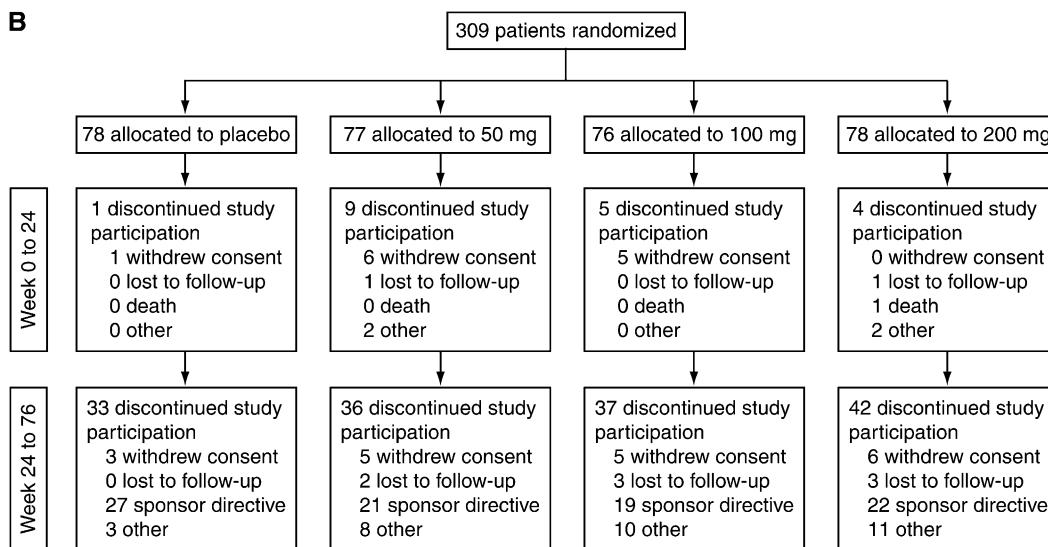 B
309 patients randomized
78 allocated to placebo
77 allocated to 50 mg
76 allocated to 100 mg
78 allocated to 200 mg
Week 0 to 24
1 discontinued study
participation
1 withdrew consent
0 lost to follow-up
0 death
0 other
9 discontinued study
participation
6 withdrew consent
1 lost to follow-up
0 death
2 other
5 discontinued study
participation
5 withdrew consent
0 lost to follow-up
0 death
0 other
4 discontinued study
participation
0 withdrew consent
1 lost to follow-up
1 death
2 other
Week 24 to 76
33 discontinued study
participation
3 withdrew consent
0 lost to follow-up
27 sponsor directive
3 other
36 discontinued study
participation
5 withdrew consent
2 lost to follow-up
21 sponsor directive
8 other
37 discontinued study
participation
5 withdrew consent
3 lost to follow-up
19 sponsor directive
10 other
42 discontinued study
participation
6 withdrew consent
3 lost to follow-up
22 sponsor directive
11 other